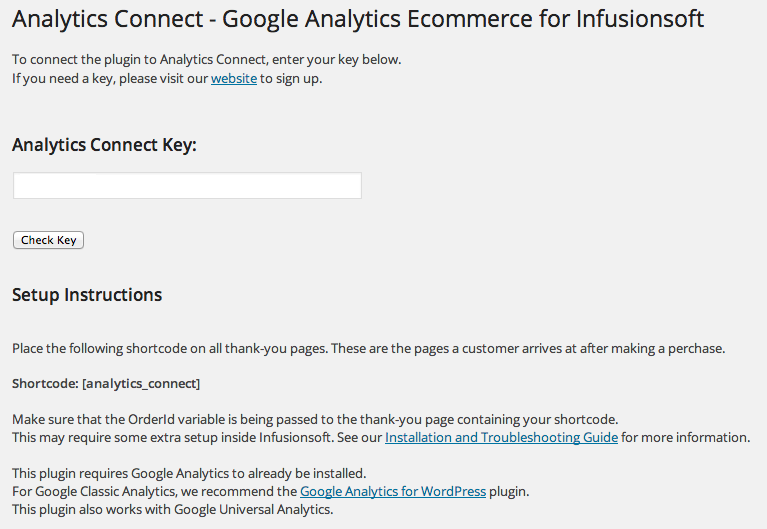 Analytics Connect - Google Analytics Ecommerce for Infusionsoft
To connect the plugin to Analytics Connect, enter your key below.
If you need a key, please visit our website to sign up.
Analytics Connect Key:
Check Key
Setup Instructions
Place the following shortcode on all thank-you pages. These are the pages a customer arrives at after making a purchase.
Shortcode: [analytics_connect]
Make sure that the OrderId variable is being passed to the thank-you page containing your shortcode.
This may require some extra setup inside Infusionsoft. See our Installation and Troubleshooting Guide for more information.
This plugin requires Google Analytics to already be installed.
For Google Classic Analytics, we recommend the Google Analytics for WordPress plugin.
This plugin also works with Google Universal Analytics.